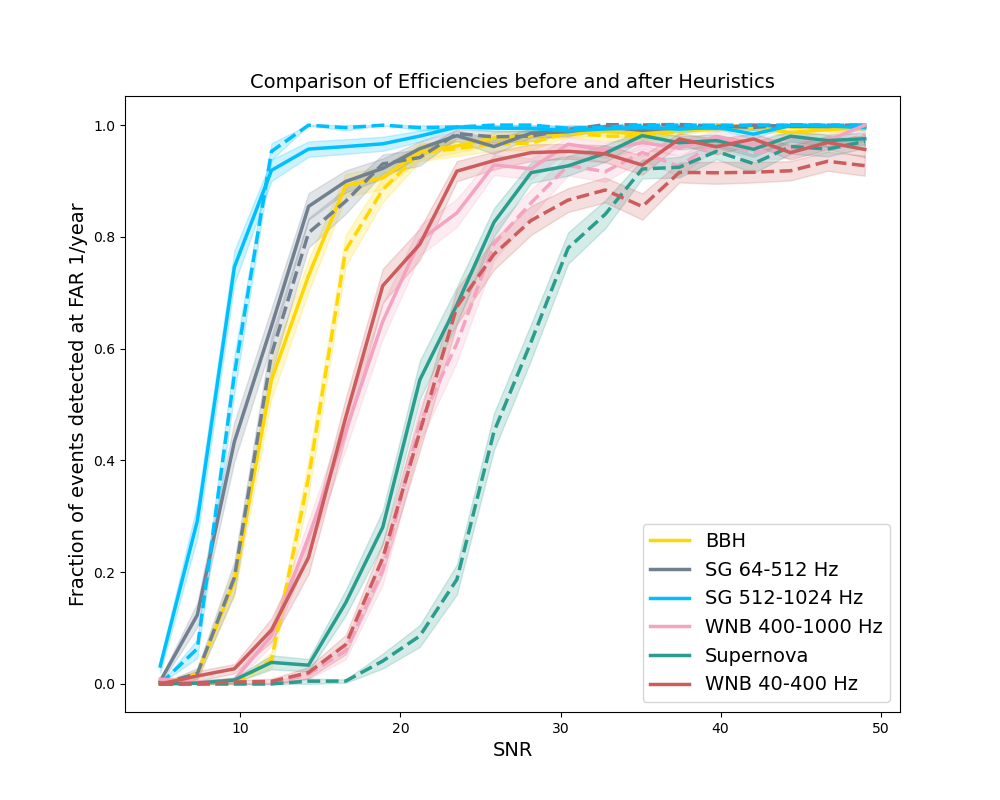 Comparison of Efficiencies before and after Heuristics
Fraction of events detected at FAR 1/year
1.0
0.8
0.6
0.4
0.2
0.0
BBH
SG 64-512 Hz
SG 512-1024 Hz
WNB 400-1000 Hz
Supernova
WNB 40-400 Hz
10
20
30
40
50
SNR